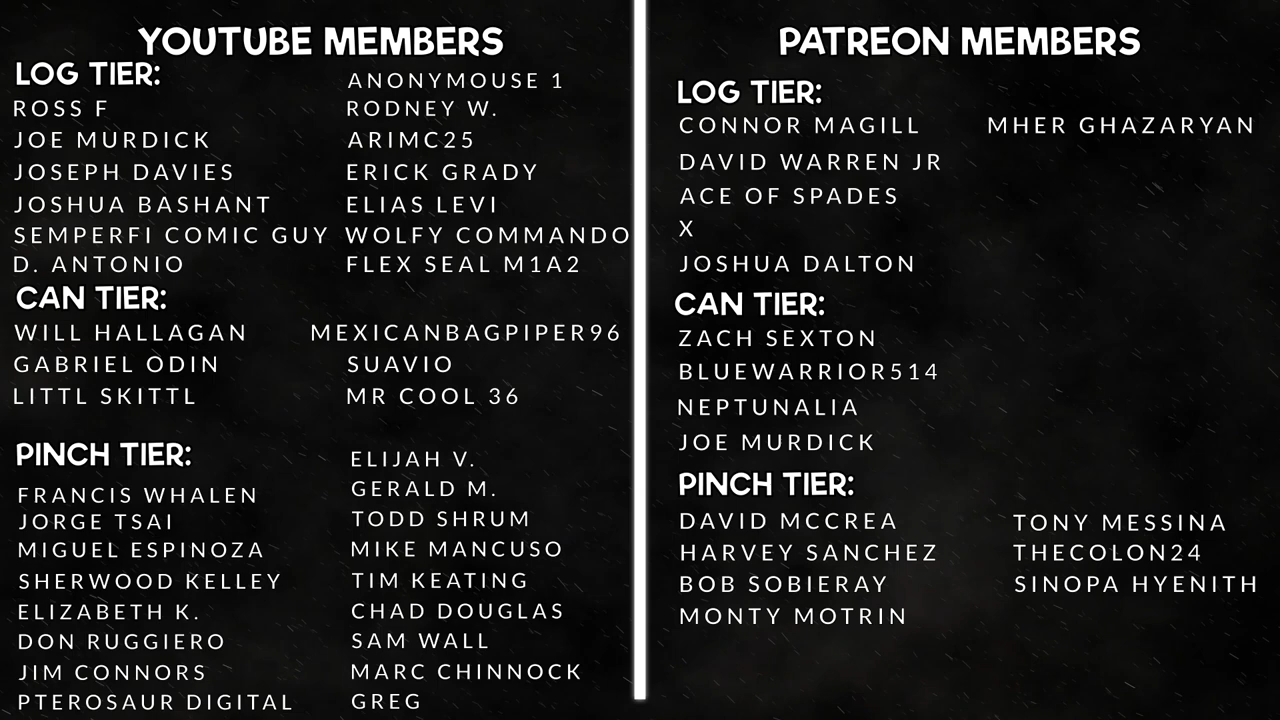 YOUTUBE MEMBERS
LOG TIER:
ROSS F
JOE MURDICK
JOSEPH DAVIES
JOSHUA BASHANT
SEMPERFI COMIC GUY
D. ANTONIO
ANONYMOUSE 1
RODNEY W.
ARIMC25
ERICK GRADY
ELIAS LEVI
WOLFY COMMANDO
FLEX SEAL M1A2
CAN TIER:
WILL HALLAGAN
GABRIEL ODIN
LITTL SKITTL
MEXICANBAGPIPER96
SUAVIO
MR COOL 36
PINCH TIER:
FRANCIS WHALEN
JORGE TSAI
MIGUEL ESPINOZA
SHERWOOD KELLEY
ELIZABETH K.
DON RUGGIERO
JIM CONNORS
PTEROSAUR DIGITAL
ELIJAH V.
GERALD M.
TODD SHRUM
MIKE MANCUSO
TIM KEATING
CHAD DOUGLAS
SAM WALL
MARC CHINNOCK
GREG
PATREON MEMBERS
LOG TIER:
CONNOR MAGILL
DAVID WARREN JR
ACE OF SPADES
X
JOSHUA DALTON
MHER GHAZARYAN
CAN TIER:
ZACH SEXTON
BLUEWARRIOR514
NEPTUNALIA
JOE MURDICK
PINCH TIER:
DAVID MCCREA
HARVEY SANCHEZ
BOB SOBIERAY
MONTY MOTRIN
TONY MESSINA
THECOLON24
SINOPA HYENITH